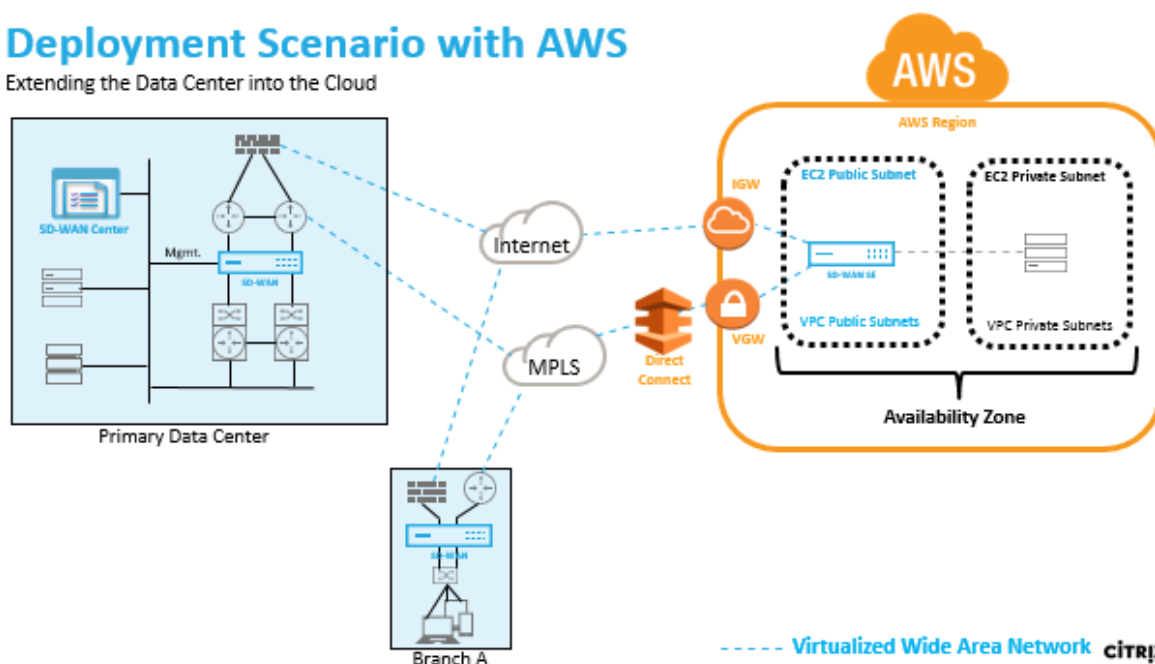 Deployment Scenario with AWS
Extending the Data Center into the Cloud
AWS
AWS Region
SD-WAN Center
Mgmt.
SD-WAN
Primary Data Center
Internet
MPLS
Direct
Connect
IGW
VGW
EC2 Public Subnet
SD-WAN SE
VPC Public Subnets
EC2 Private Subnet
VPC Private Subnets
Availability Zone
SD-WAN
Branch A
Virtualized Wide Area Network
CİTRIX